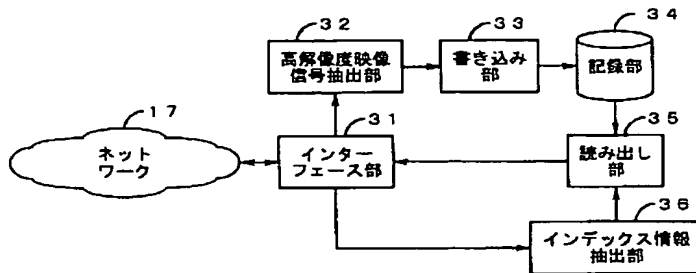 32
高解像度映像
信号抽出部
33
書き込み
部
34
記録部
17
ネット
ワーク
31
インター
フェース部
35
読み出し
部
36
インデックス情報
抽出部